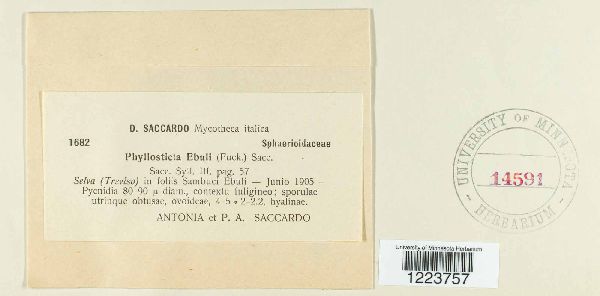 D. SACCARDO Mycotheca italica
1682 Sphaerioidaceae
Phyllosticta Ebuli (Fuck.) Sacc.
Sacc. Syll. III, pag. 57
Selva (Treviso) in foliis Sambuci Ebuli — Junio 1905 -
Pycnidia 80-90 µ diam., contextu fuligineo; sporulae
utrinque obtusae, ovoideae, 4-5 * 2-2.2, hyalinae.
ANTONIA et P. A. SACCARDO
UNIVERSITY OF MINNESOTA
14591
- HERBARIUM -
University of Minnesota Herbarium
1223757